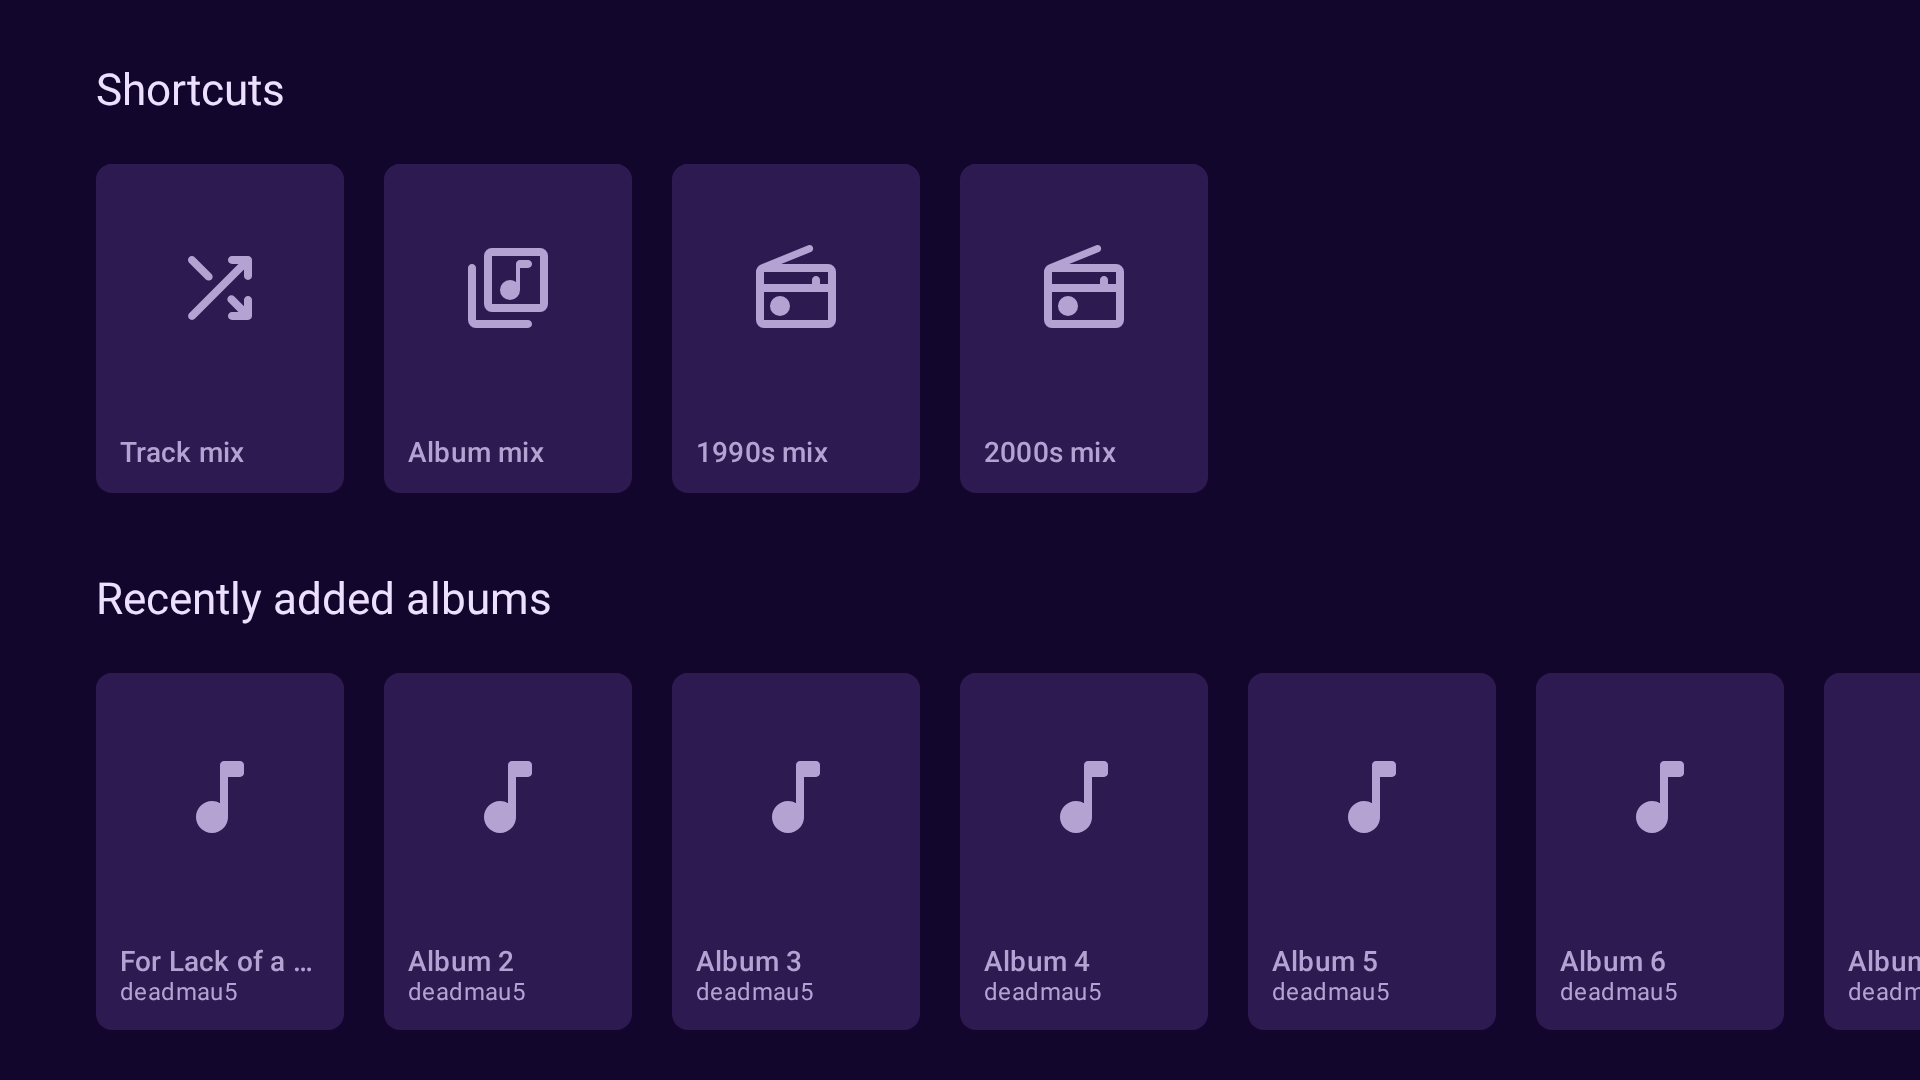 Shortcuts
Track mix
Album mix
1990s mix
2000s mix
Recently added albums
For Lack of a ...
deadmau5
Album 2
deadmau5
Album 3
deadmau5
Album 4
deadmau5
Album 5
deadmau5
Album 6
deadmau5